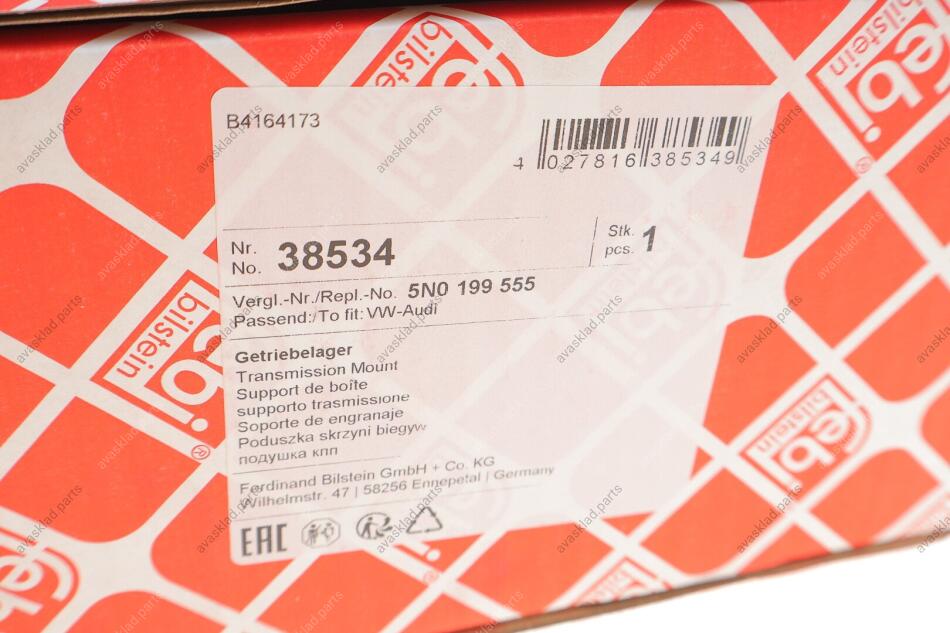 B4164173
4 027816 385349
Nr.
No. 38534
Stk.
pcs. 1
Vergl.-Nr./Repl.-No. 5N0 199 555
Passend:/To fit: VW-Audi
Getriebelager
Transmission Mount
Support de boîte
supporto trasmissione
Soporte de engranaje
Poduszka skrzyni biegyw
подушка кпп
Ferdinand Bilstein GmbH + Co. KG
Wilhelmstr. 47 | 58256 Ennepetal | Germany
EAC
febi
bilstein
avasklad.parts